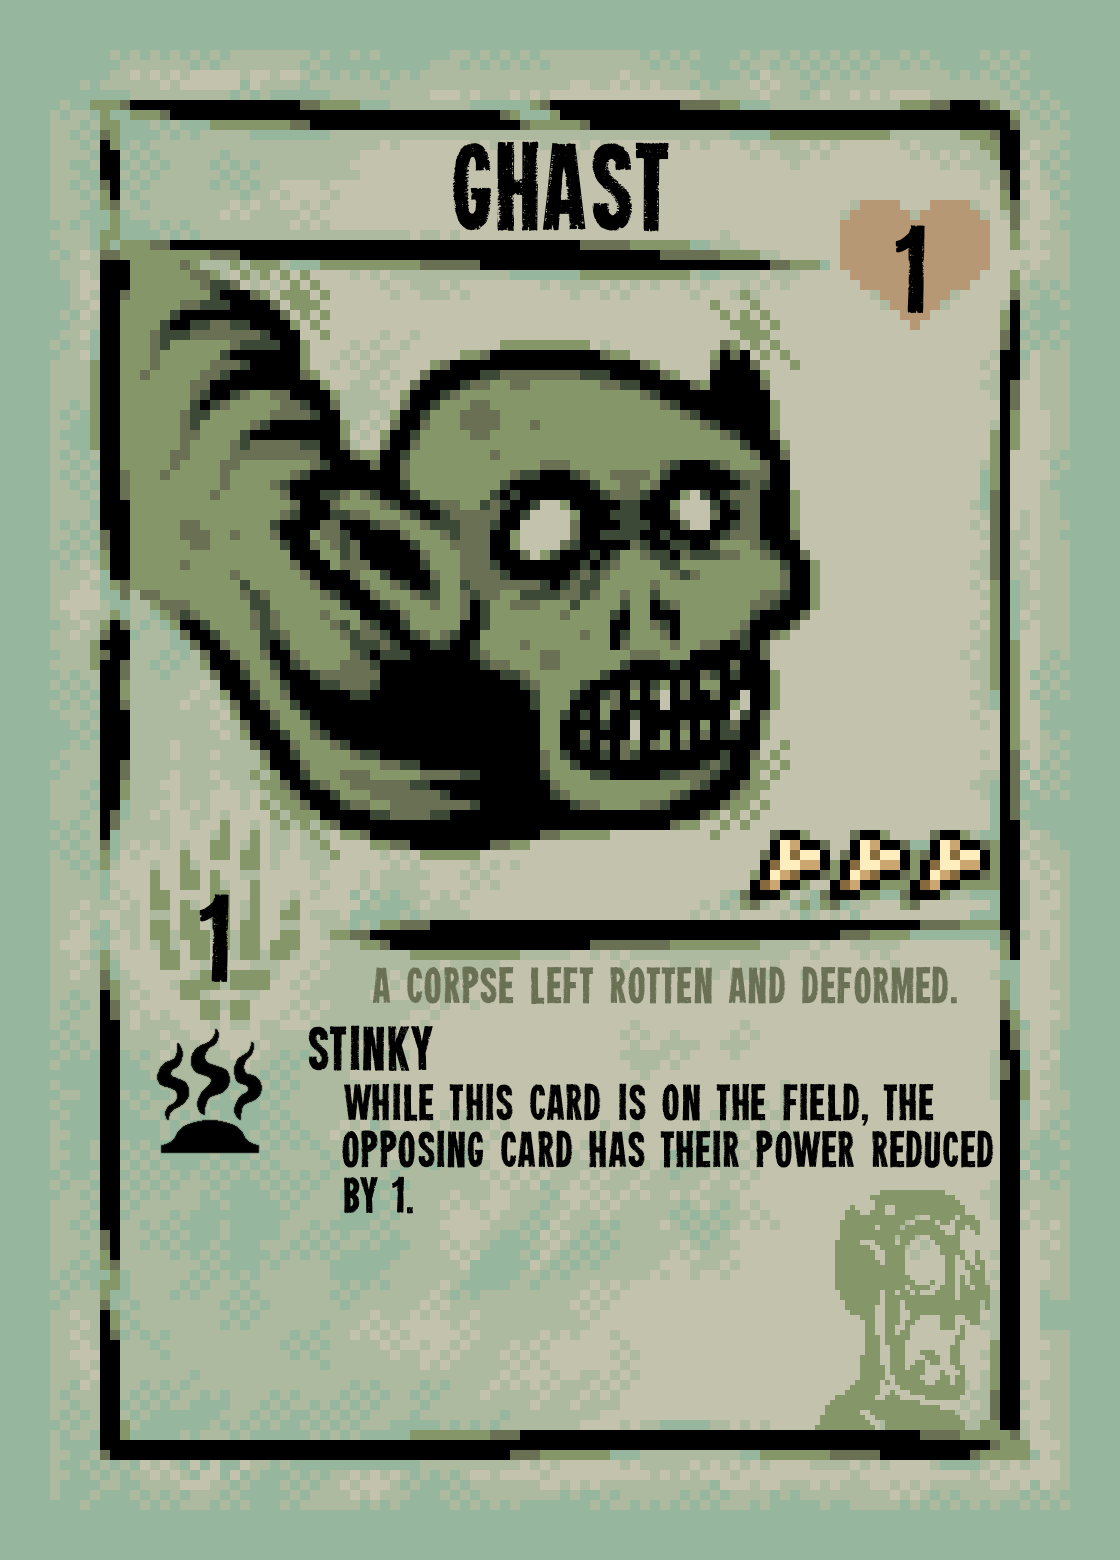 GHAST
1
1
A CORPSE LEFT ROTTEN AND DEFORMED.
STINKY
WHILE THIS CARD IS ON THE FIELD, THE
OPPOSING CARD HAS THEIR POWER REDUCED
BY 1.